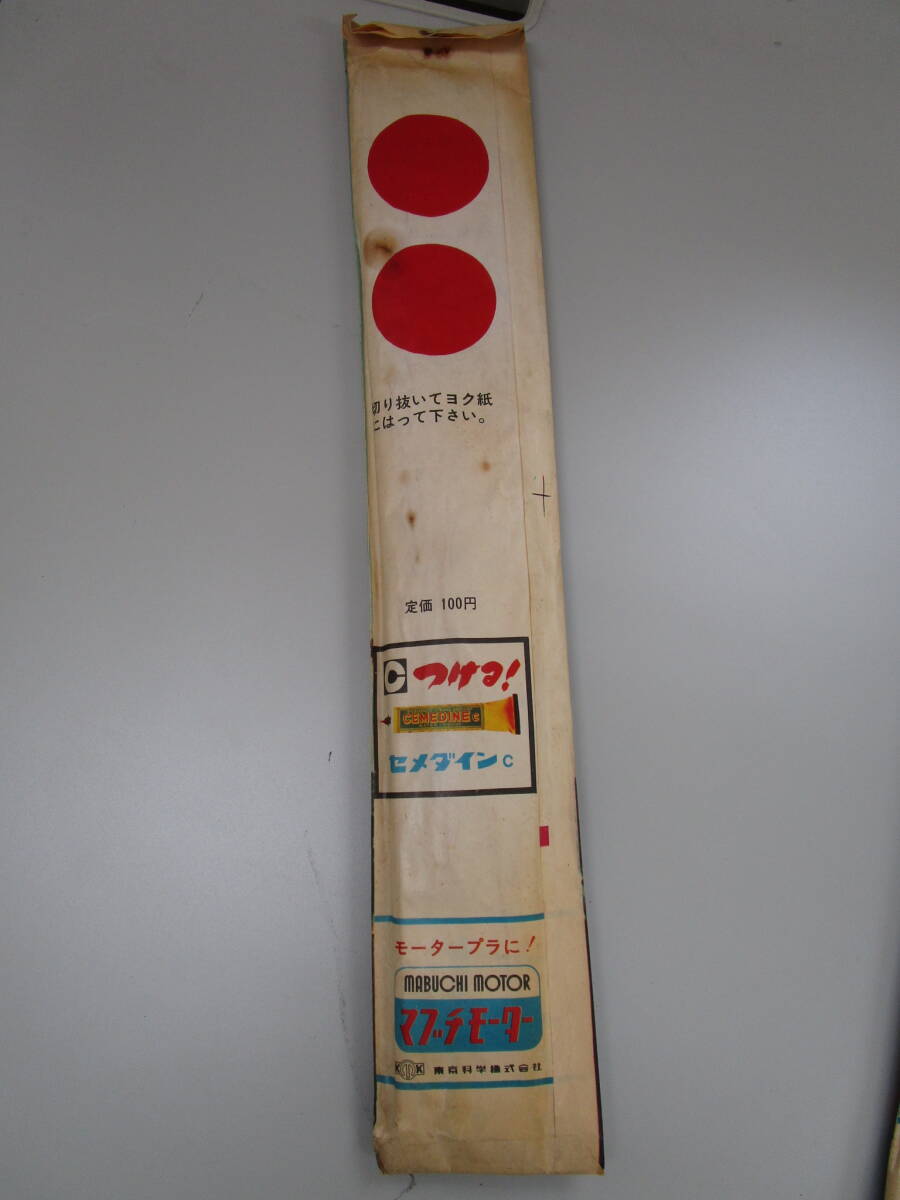 切り抜いてヨク紙
にはって下さい。
定価 100円
C つける!
CEMEDINE C
セメダイン C
モータープラに!
MABUCHI MOTOR
マブチモーター
K K 東京科学株式会社